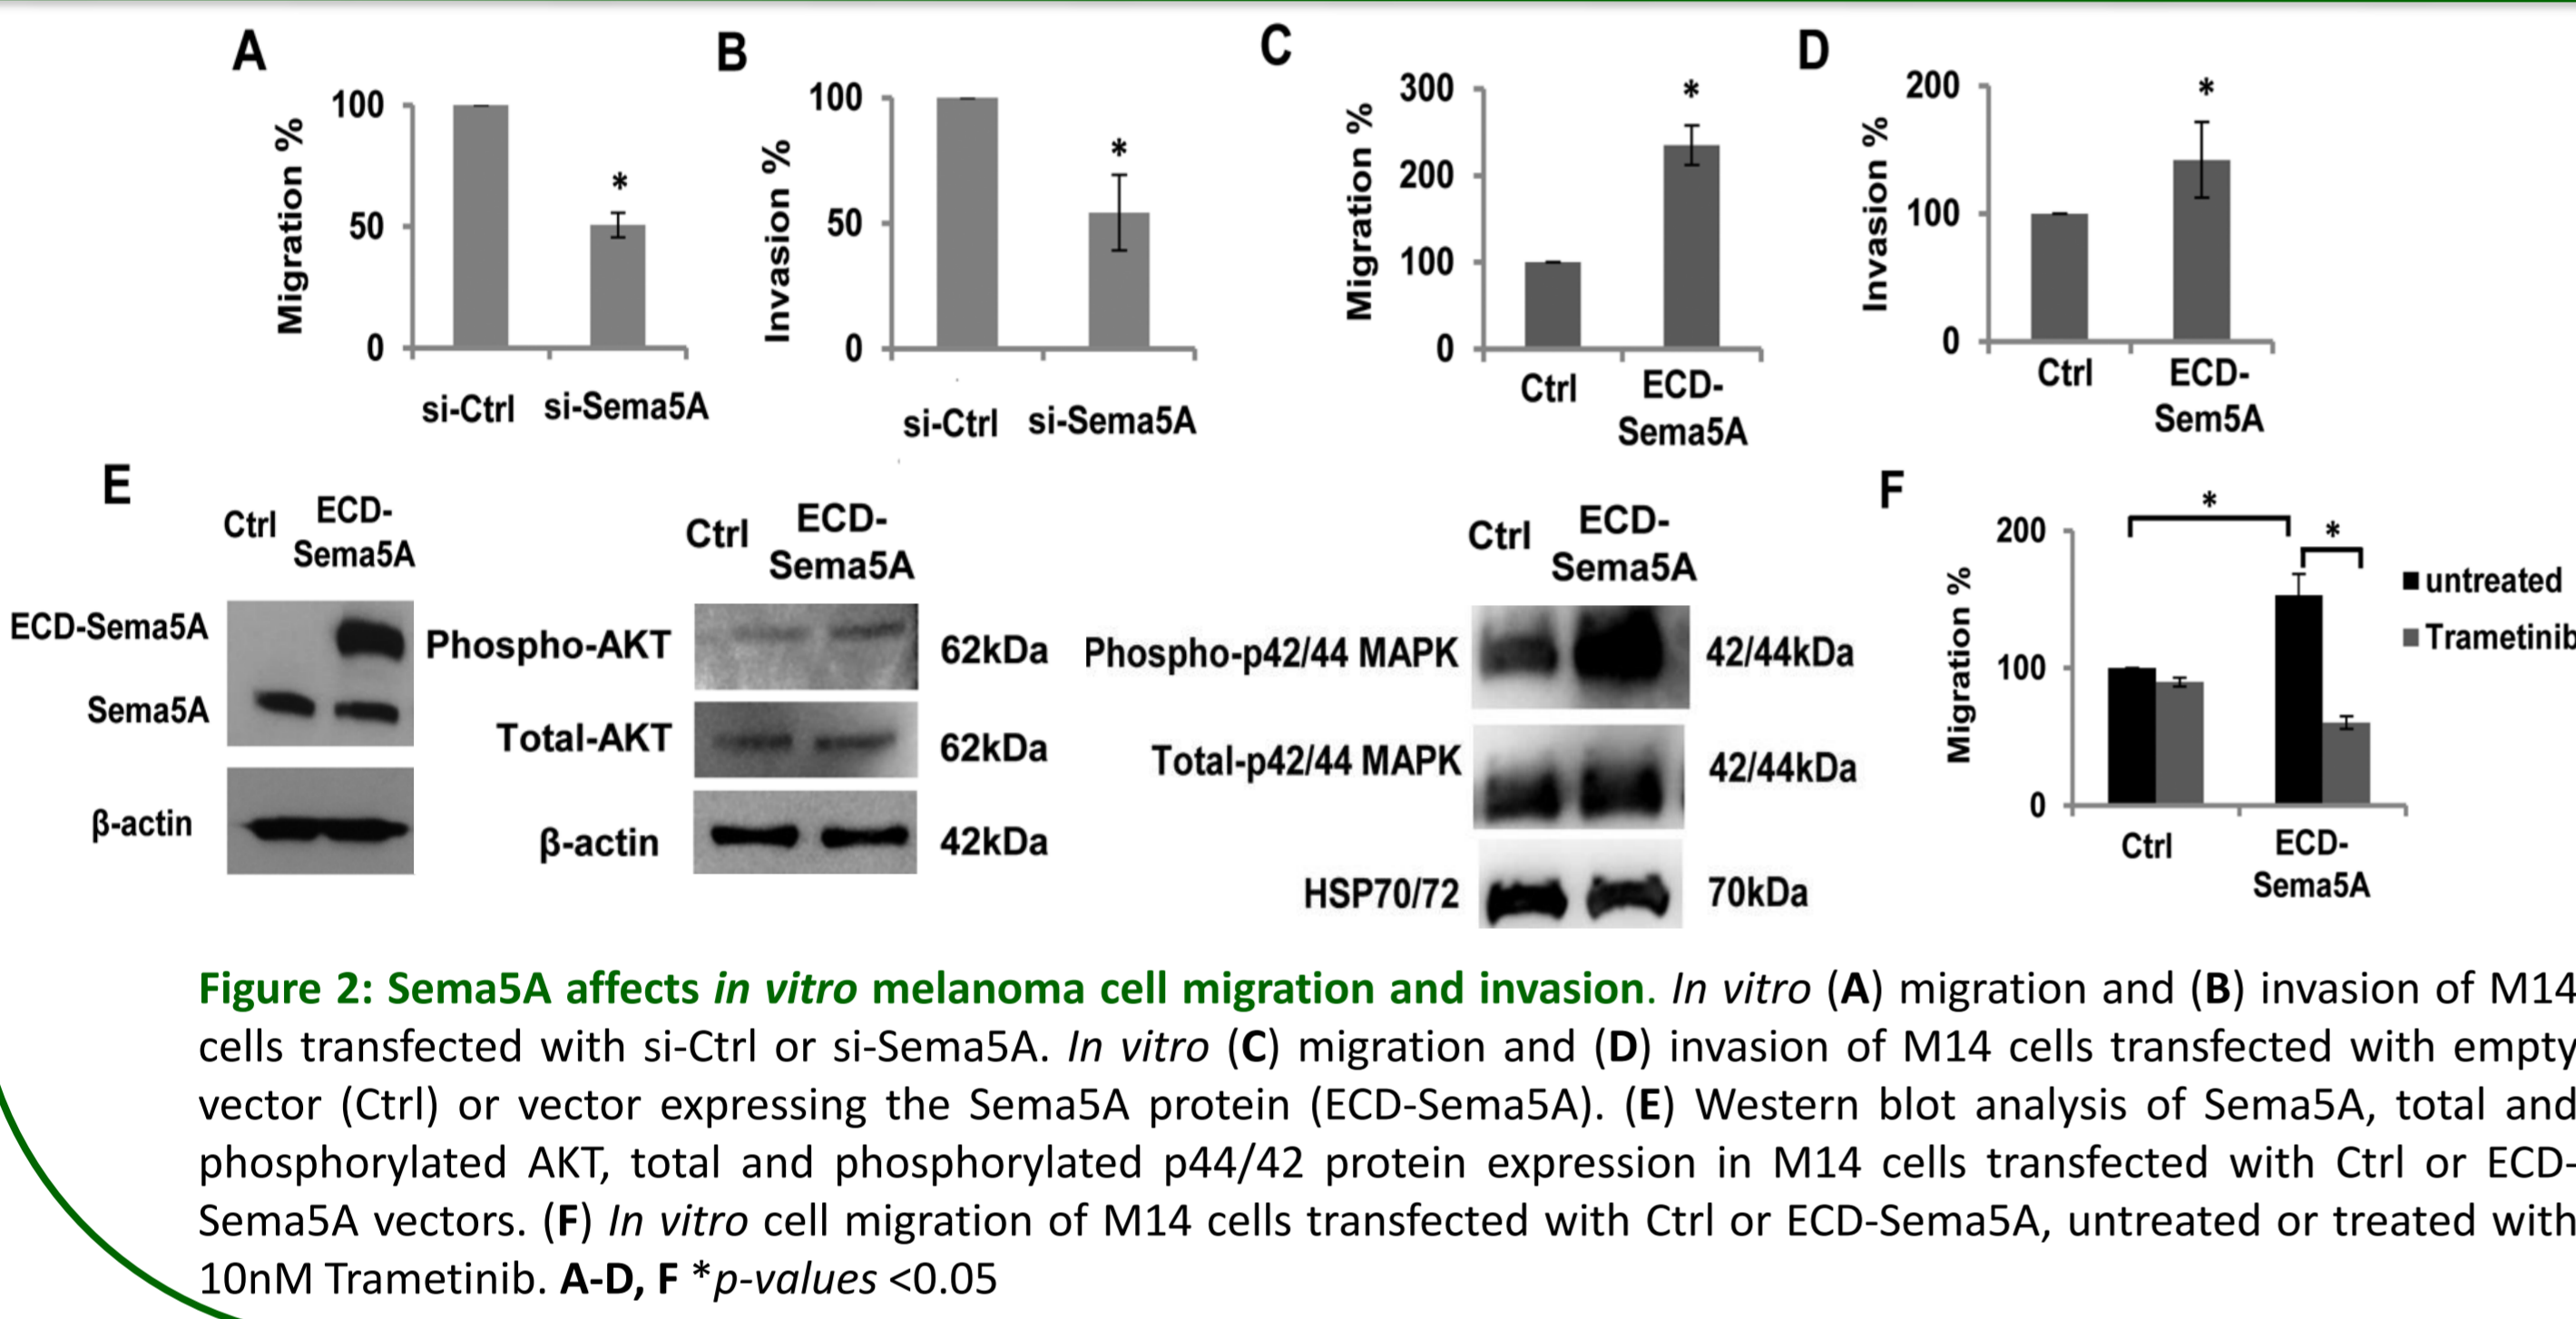 A
Migration %
100
50
0
*
si-Ctrl si-Sema5A
B
Invasion %
100
50
0
*
si-Ctrl si-Sema5A
C
Migration %
300
200
100
0
*
Ctrl ECD-
Sema5A
D
Invasion %
200
100
0
*
Ctrl ECD-
Sem5A
E
Ctrl ECD-
Sema5A
ECD-Sema5A
Sema5A
β-actin
Ctrl ECD-
Sema5A
Phospho-AKT 62kDa
Total-AKT 62kDa
β-actin 42kDa
Ctrl ECD-
Sema5A
Phospho-p42/44 MAPK 42/44kDa
Total-p42/44 MAPK 42/44kDa
HSP70/72 70kDa
F
Migration %
200
100
0
*
*
untreated
Trametinib
Ctrl ECD-
Sema5A
Figure 2: Sema5A affects in vitro melanoma cell migration and invasion. In vitro (A) migration and (B) invasion of M14
cells transfected with si-Ctrl or si-Sema5A. In vitro (C) migration and (D) invasion of M14 cells transfected with empty
vector (Ctrl) or vector expressing the Sema5A protein (ECD-Sema5A). (E) Western blot analysis of Sema5A, total and
phosphorylated AKT, total and phosphorylated p44/42 protein expression in M14 cells transfected with Ctrl or ECD-
Sema5A vectors. (F) In vitro cell migration of M14 cells transfected with Ctrl or ECD-Sema5A, untreated or treated with
10nM Trametinib. A-D, F *p-values <0.05